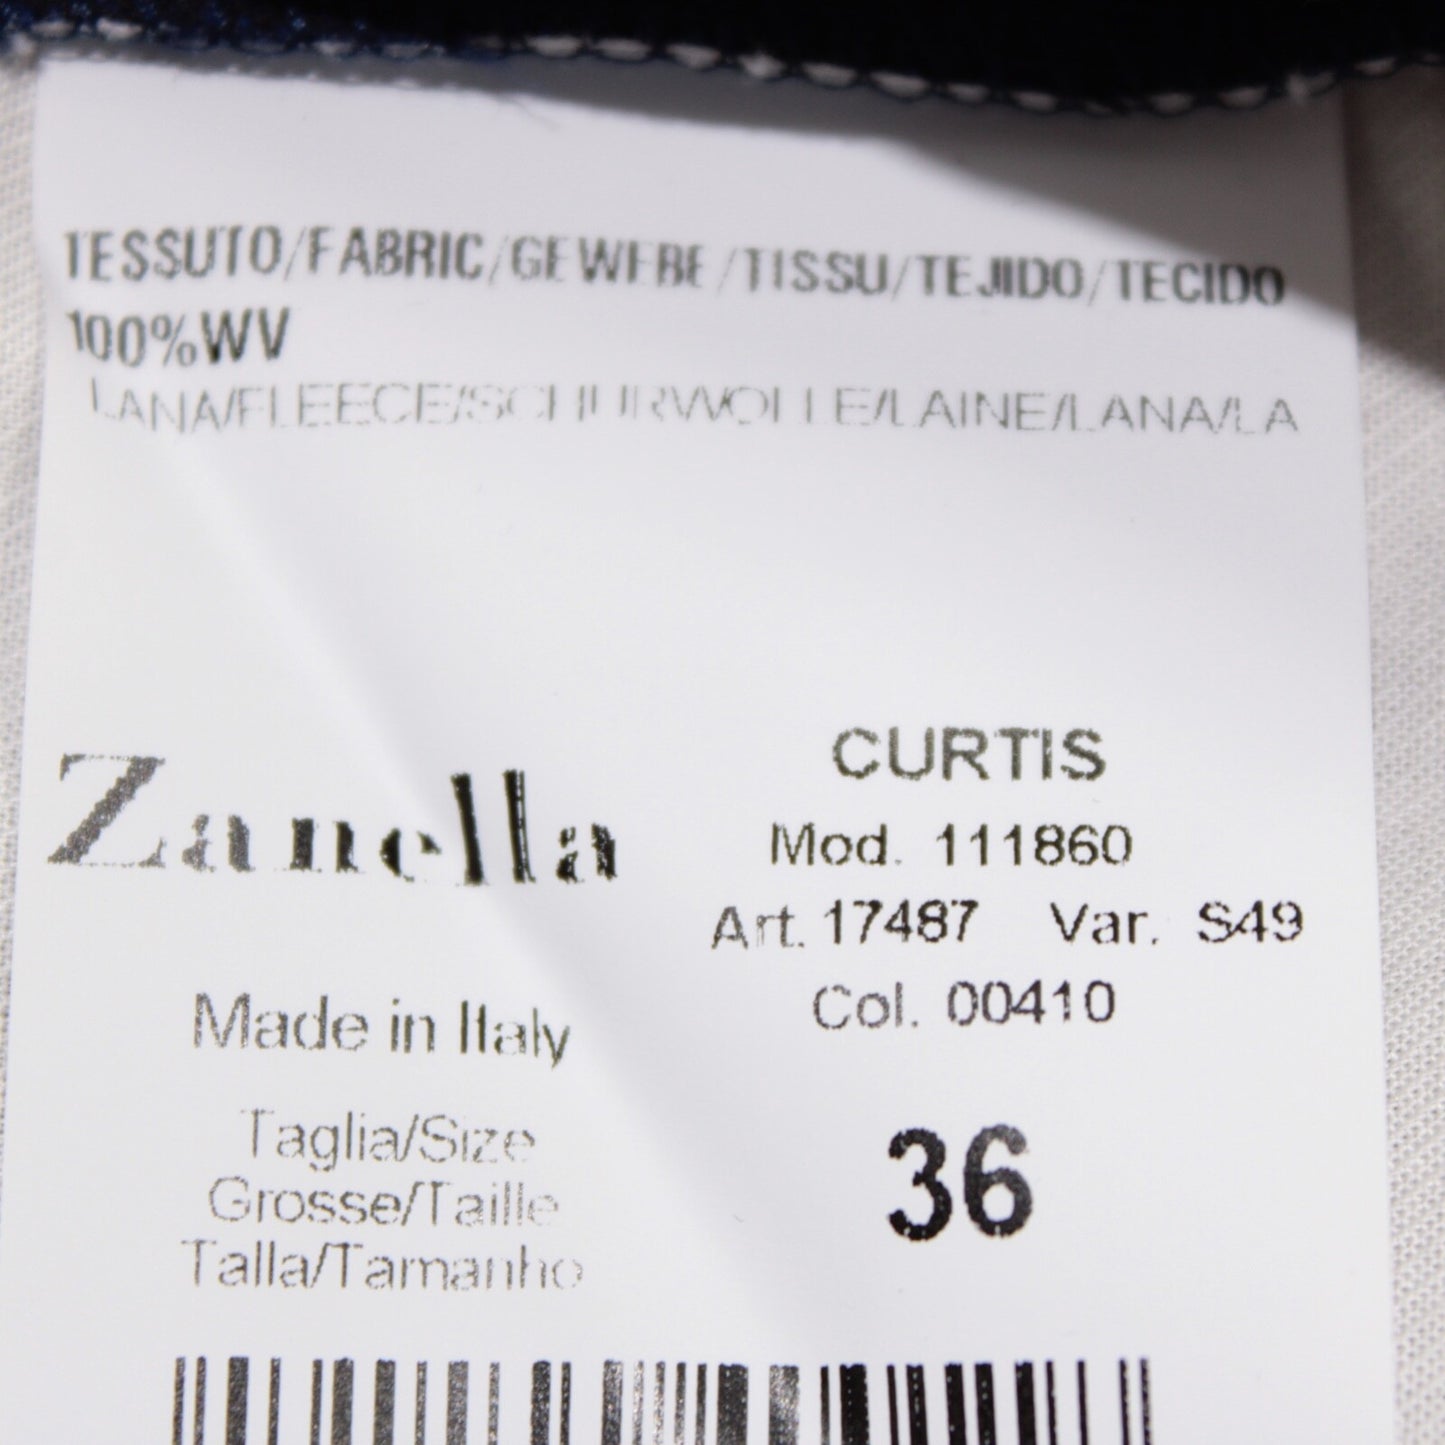 TESSUTO/FABRIC/GEWEBE/TISSU/TEJIDO/TECIDO
100%WV
LANA/FLEECE/SCHURWOLLE/LAINE/LANA/LA
Zanella
Made in Italy
Taglia/Size
Grosse/Taille
Talla/Tamanho
CURTIS
Mod. 111860
Art. 17487 Var. S49
Col. 00410
36